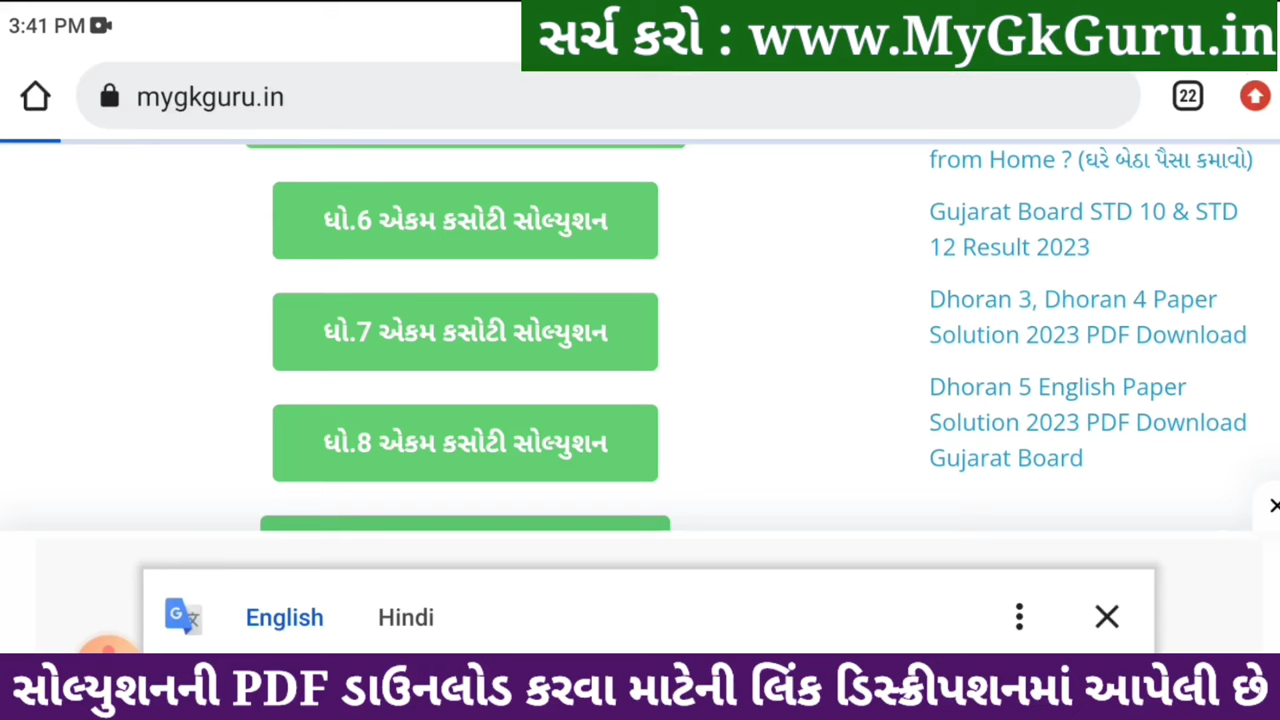 3:41 PM
સર્ચ કરો : www.MyGkGuru.in
mygkguru.in
22
from Home ? (ઘરે બેઠા પૈસા કમાવો)
ધો.6 એકમ કસોટી સોલ્યુશન
Gujarat Board STD 10 & STD
12 Result 2023
ધો.7 એકમ કસોટી સોલ્યુશન
Dhoran 3, Dhoran 4 Paper
Solution 2023 PDF Download
ધો.8 એકમ કસોટી સોલ્યુશન
Dhoran 5 English Paper
Solution 2023 PDF Download
Gujarat Board
English Hindi
સોલ્યુશનની PDF ડાઉનલોડ કરવા માટેની લિંક ડિસ્ક્રીપશનમાં આપેલી છે